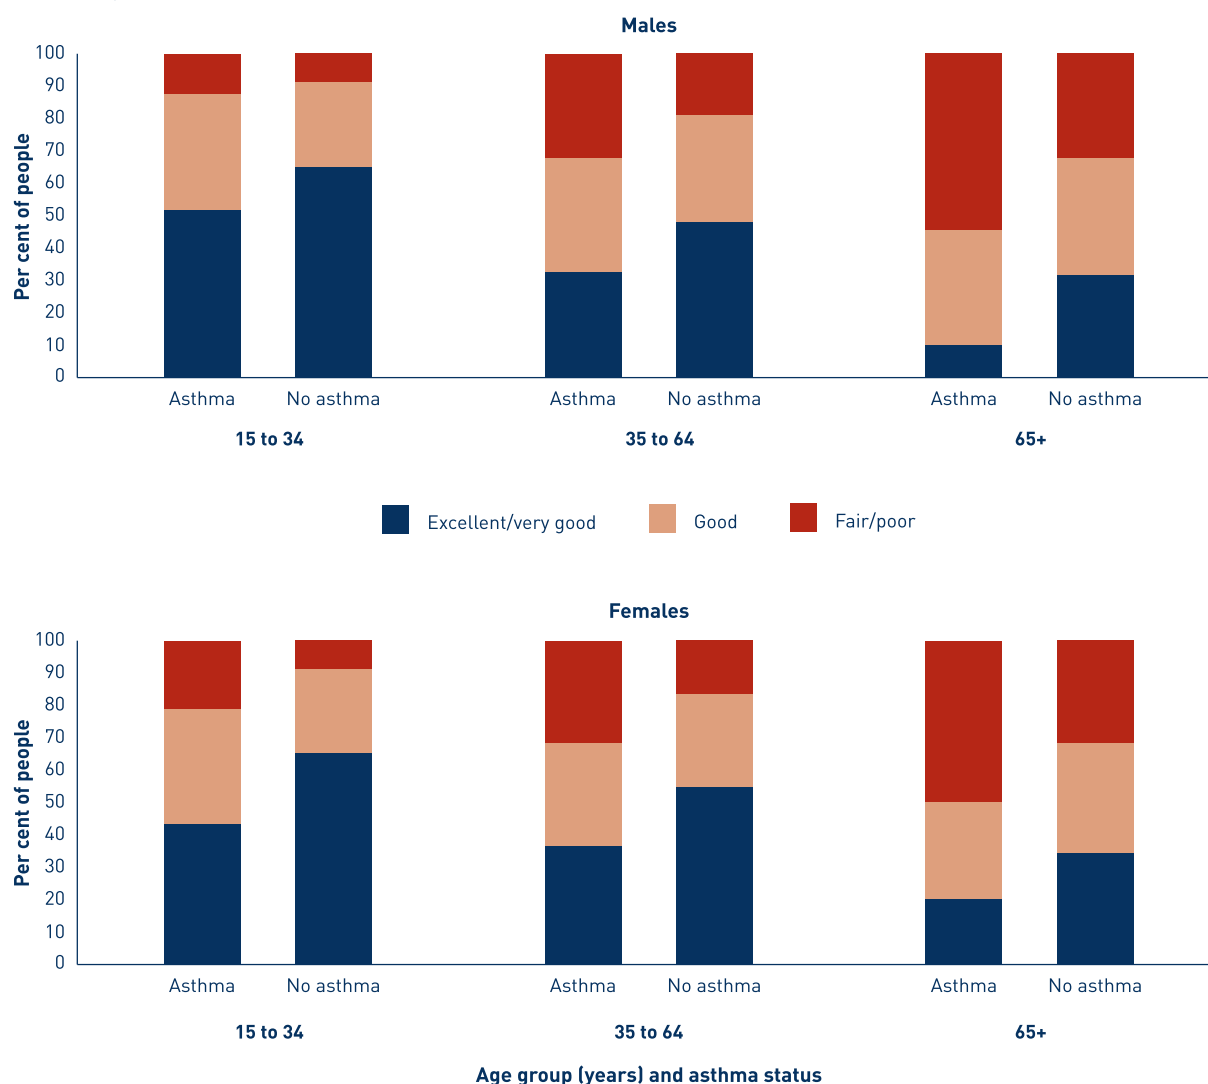 Males
Per cent of people
100
90
80
70
60
50
40
30
20
10
0
Asthma No asthma Asthma No asthma Asthma No asthma
15 to 34 35 to 64 65+
Excellent/very good Good Fair/poor
Females
Per cent of people
100
90
80
70
60
50
40
30
20
10
0
Asthma No asthma Asthma No asthma Asthma No asthma
15 to 34 35 to 64 65+
Age group (years) and asthma status